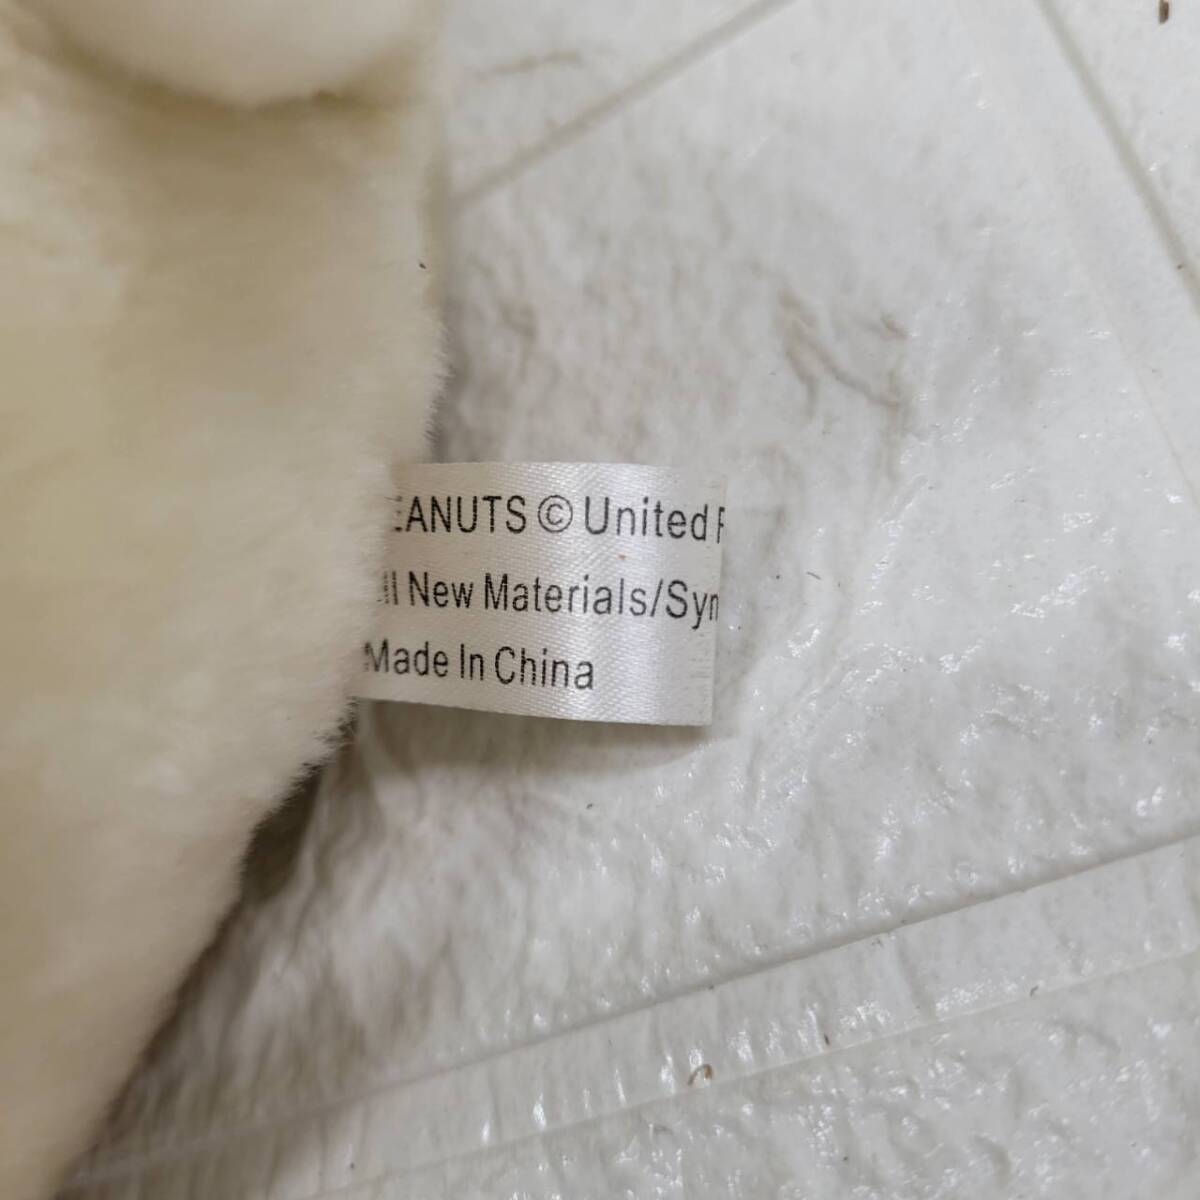 EANUTS © United F
ll New Materials/Syn
Made In China